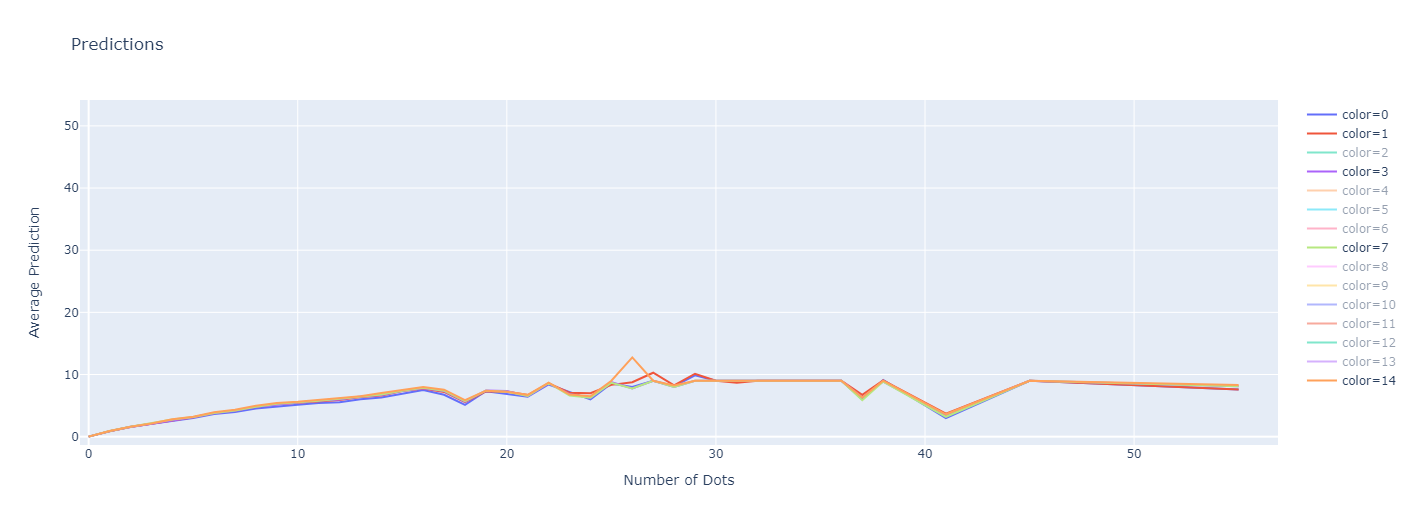 Predictions
50
40
30
20
10
0
Average Prediction
0 10 20 30 40 50
Number of Dots
color=0
color=1
color=2
color=3
color=4
color=5
color=6
color=7
color=8
color=9
color=10
color=11
color=12
color=13
color=14